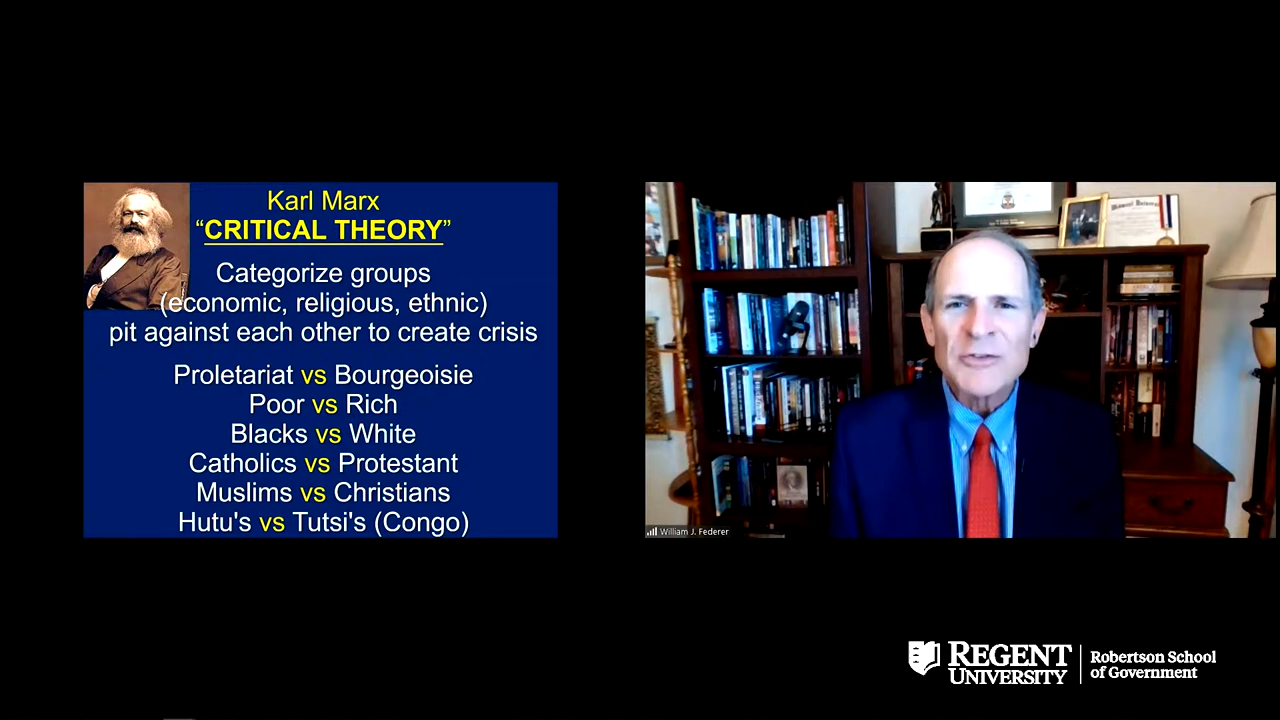 Karl Marx
“CRITICAL THEORY”
Categorize groups
(economic, religious, ethnic)
pit against each other to create crisis
Proletariat vs Bourgeoisie
Poor vs Rich
Blacks vs White
Catholics vs Protestant
Muslims vs Christians
Hutu's vs Tutsi's (Congo)
William J. Federer
REGENT
UNIVERSITY
Robertson School
of Government